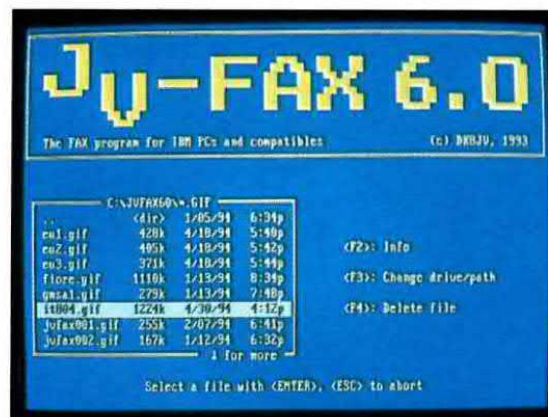 JV-FAX 6.0
The FAX program for IBM PCs and compatibles (c) DK8JV, 1993
C:\JVFAX60\*.GIF
.. <dir> 1/05/94 6:34p
eu1.gif 428k 4/18/94 5:40p
eu2.gif 405k 4/18/94 5:42p
eu3.gif 371k 4/18/94 5:44p
fiore.gif 1110k 1/13/94 8:34p
gmsa1.gif 279k 1/13/94 7:48p
it804.gif 1224k 4/30/94 4:12p
jvfax001.gif 255k 2/07/94 6:41p
jvfax002.gif 167k 1/12/94 6:32p
↓ for more
<F2>: Info
<F3>: Change drive/path
<F4>: Delete file
Select a file with <ENTER>, <ESC> to abort